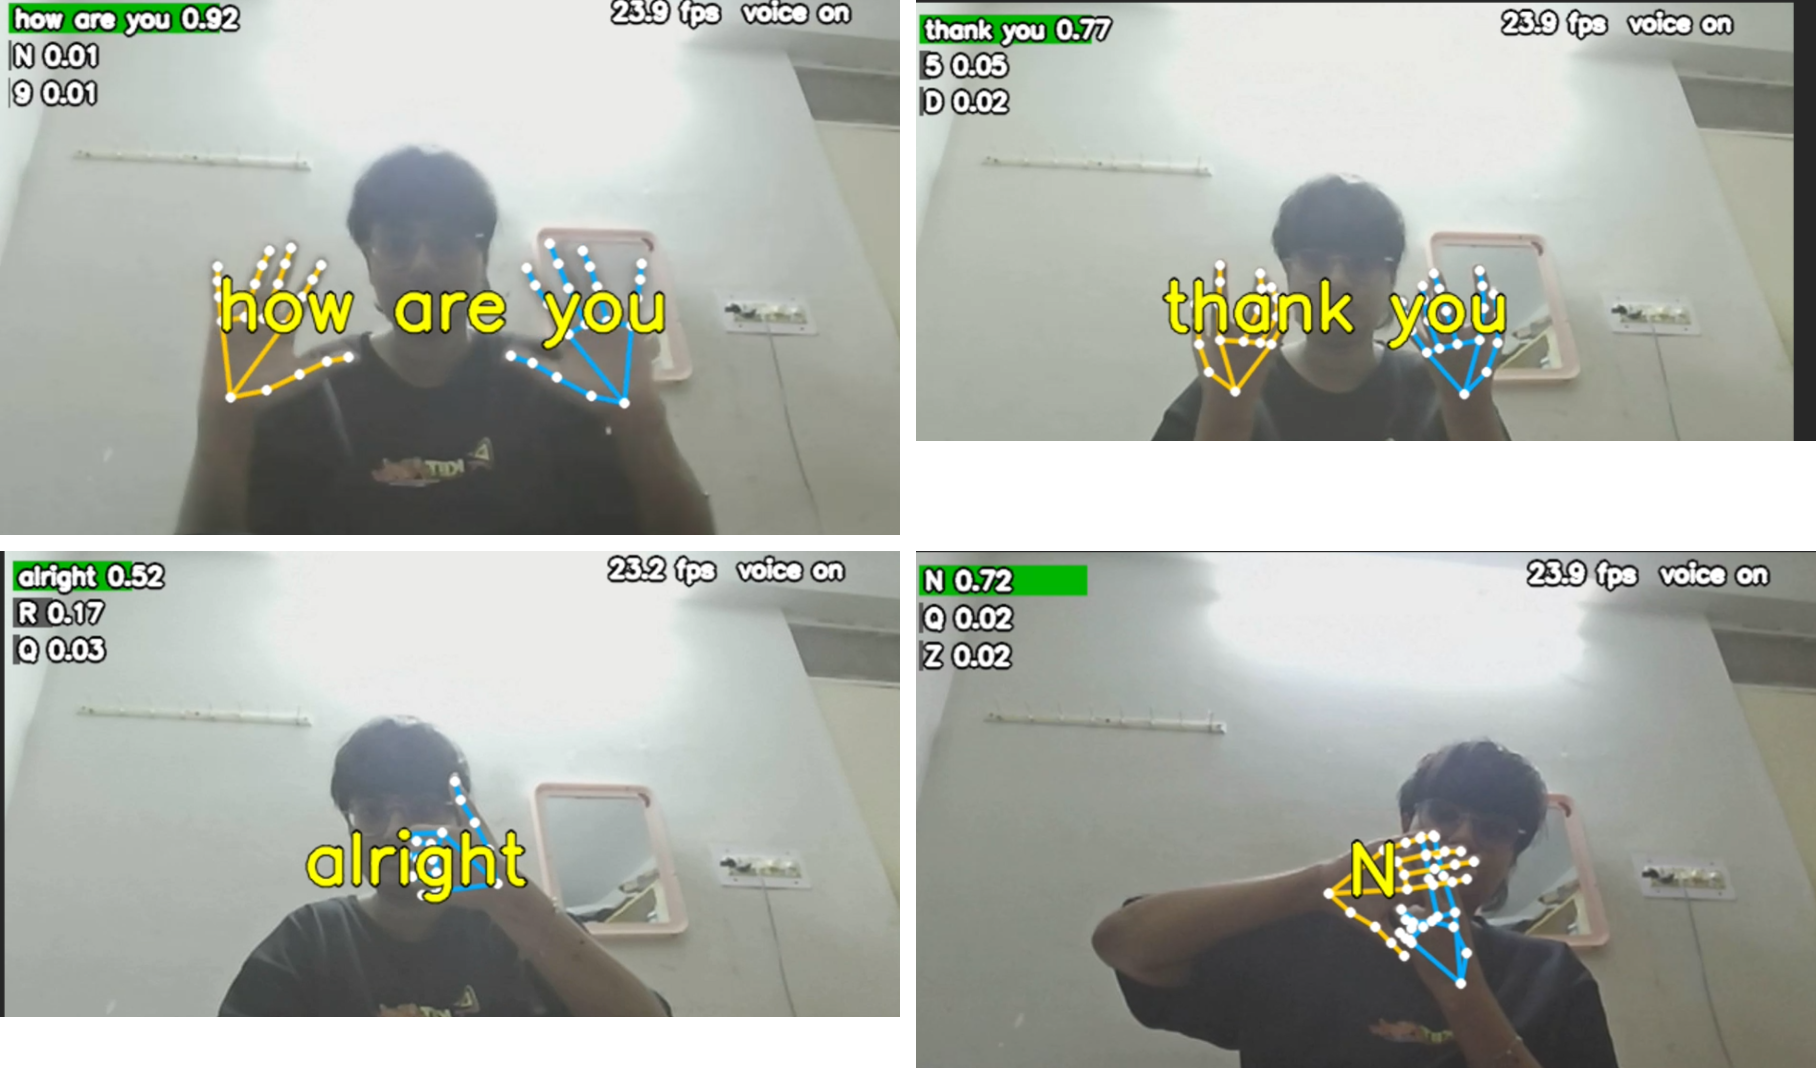 how are you 0.92
23.9 fps voice on
N 0.01
9 0.01
how are you
thank you 0.77
23.9 fps voice on
5 0.05
D 0.02
thank you
alright 0.52
23.2 fps voice on
R 0.17
Q 0.03
alright
N 0.72
23.9 fps voice on
Q 0.02
Z 0.02
N